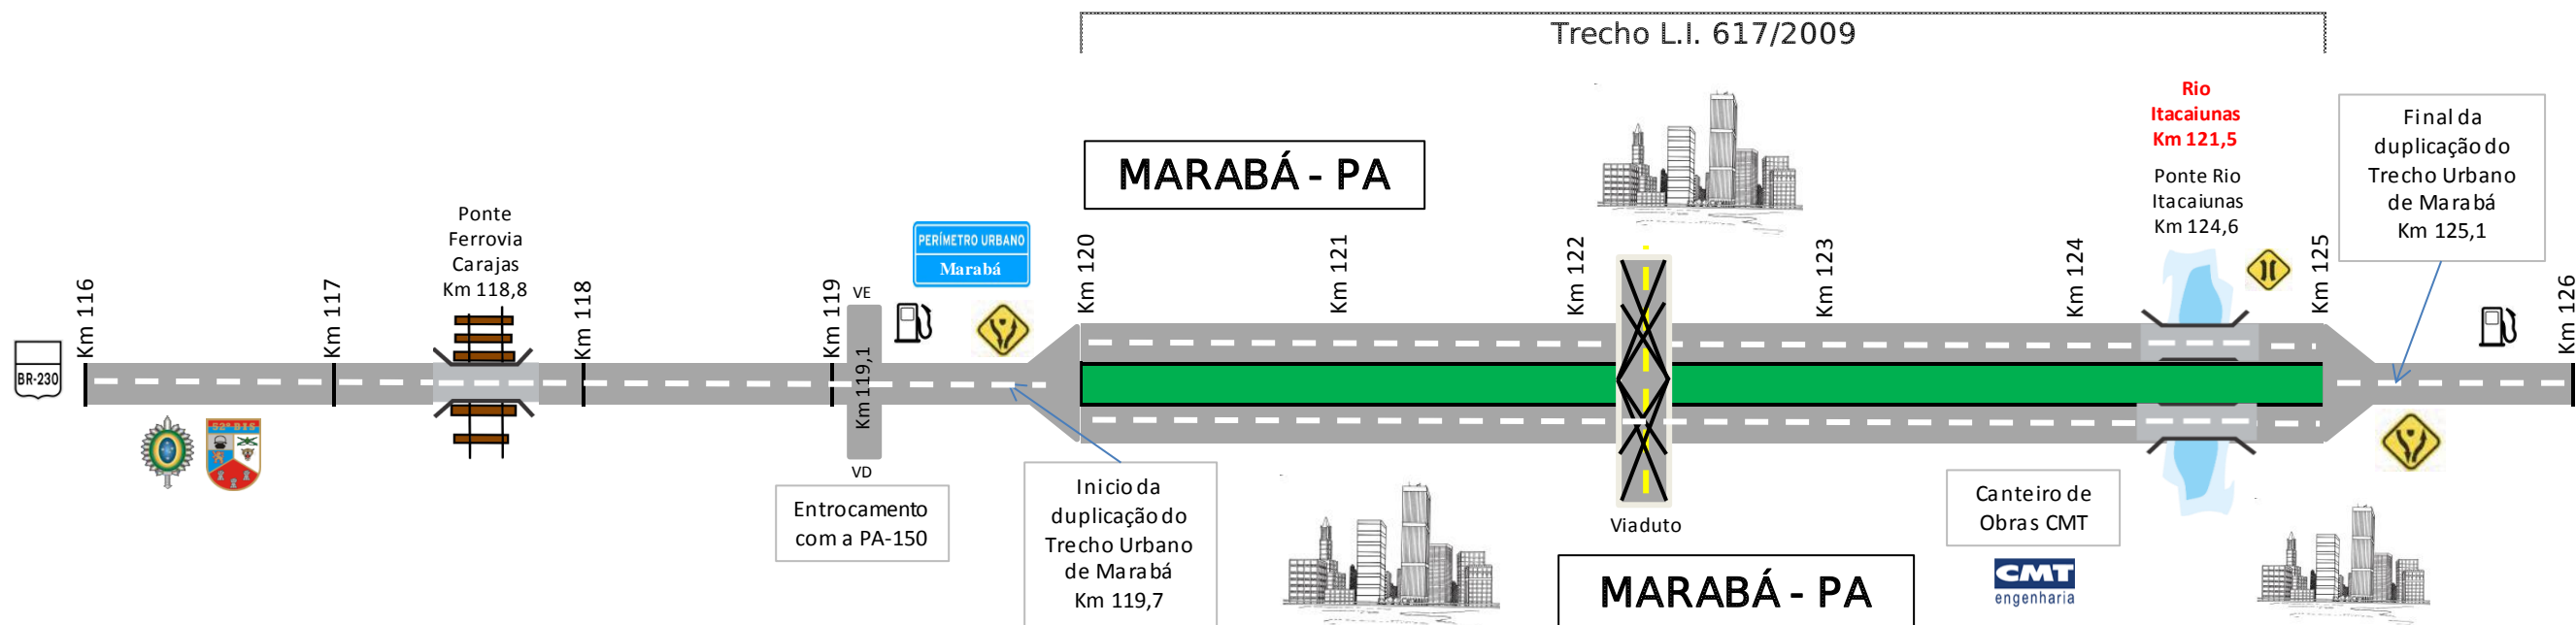 Trecho L.I. 617/2009
Rio
Itacaiunas
Km 121,5
Ponte Rio
Itacaiunas
Km 124,6
Final da
duplicação do
Trecho Urbano
de Marabá
Km 125,1
MARABÁ - PA
Ponte
Ferrovia
Carajas
Km 118,8
PERÍMETRO URBANO
Marabá
Km 116
Km 117
Km 118
Km 119
Km 120
Km 121
Km 122
Km 123
Km 124
Km 125
Km 126
BR-230
VE
Km 119,1
VD
52º BIS
Entrocamento
com a PA-150
Inicio da
duplicação do
Trecho Urbano
de Marabá
Km 119,7
Viaduto
MARABÁ - PA
Canteiro de
Obras CMT
CMT
engenharia